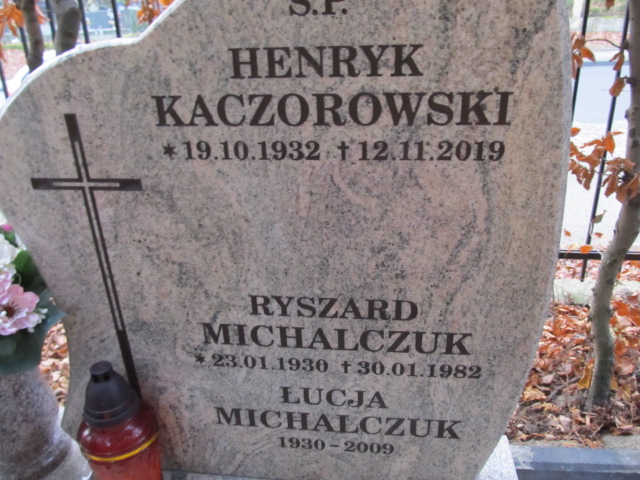 Ś.P.
HENRYK
KACZOROWSKI
* 19.10.1932 † 12.11.2019
RYSZARD
MICHALCZUK
* 23.01.1930 † 30.01.1982
ŁUCJA
MICHALCZUK
1930 – 2009